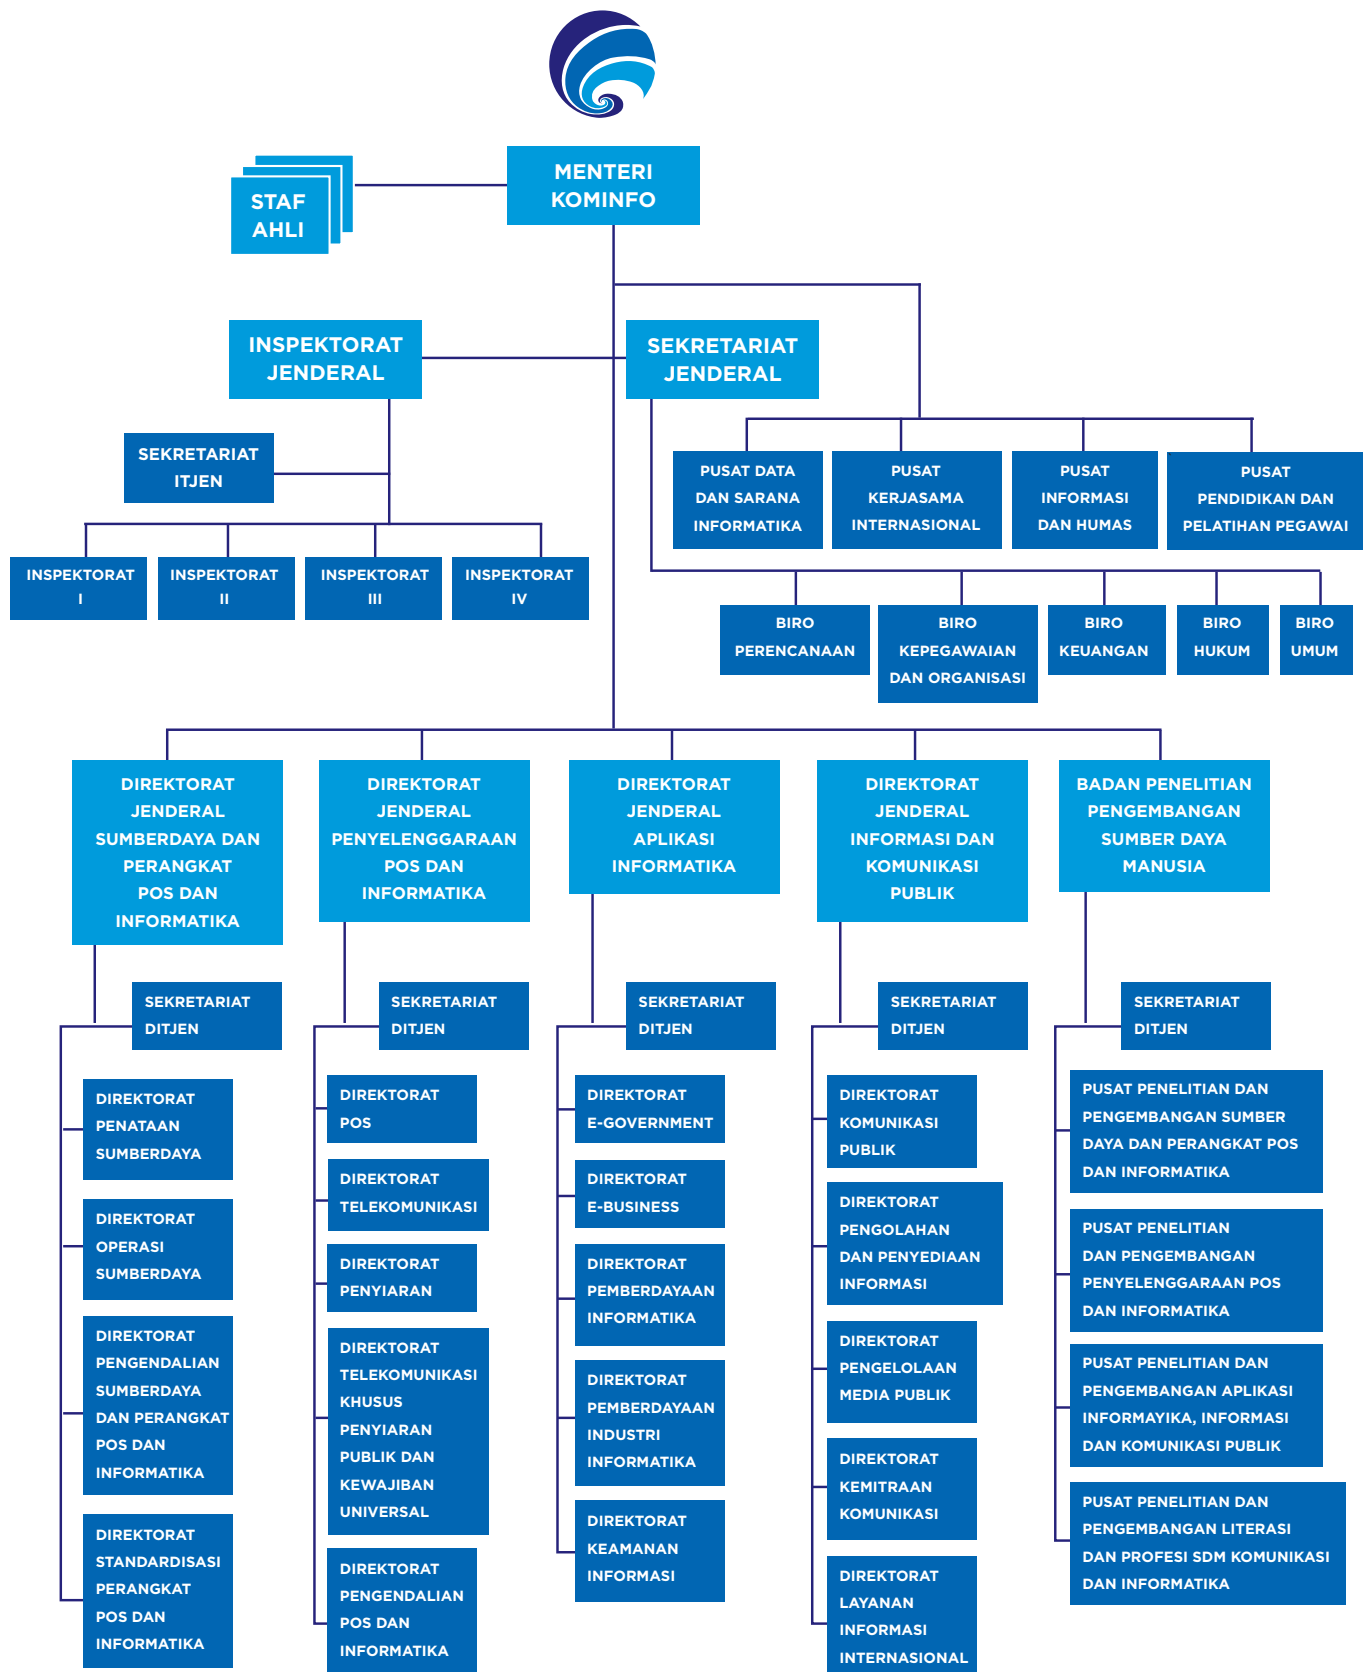 MENTERI
KOMINFO
STAF
AHLI
INSPEKTORAT
JENDERAL
SEKRETARIAT
JENDERAL
SEKRETARIAT
ITJEN
INSPEKTORAT
I
INSPEKTORAT
II
INSPEKTORAT
III
INSPEKTORAT
IV
PUSAT DATA
DAN SARANA
INFORMATIKA
PUSAT
KERJASAMA
INTERNASIONAL
PUSAT
INFORMASI
DAN HUMAS
PUSAT
PENDIDIKAN DAN
PELATIHAN PEGAWAI
BIRO
PERENCANAAN
BIRO
KEPEGAWAIAN
DAN ORGANISASI
BIRO
KEUANGAN
BIRO
HUKUM
BIRO
UMUM
DIREKTORAT
JENDERAL
SUMBERDAYA DAN
PERANGKAT
POS DAN
INFORMATIKA
SEKRETARIAT
DITJEN
DIREKTORAT
PENATAAN
SUMBERDAYA
DIREKTORAT
OPERASI
SUMBERDAYA
DIREKTORAT
PENGENDALIAN
SUMBERDAYA
DAN PERANGKAT
POS DAN
INFORMATIKA
DIREKTORAT
STANDARDISASI
PERANGKAT
POS DAN
INFORMATIKA
DIREKTORAT
JENDERAL
PENYELENGGARAAN
POS DAN
INFORMATIKA
SEKRETARIAT
DITJEN
DIREKTORAT
POS
DIREKTORAT
TELEKOMUNIKASI
DIREKTORAT
PENYIARAN
DIREKTORAT
TELEKOMUNIKASI
KHUSUS
PENYIARAN
PUBLIK DAN
KEWAJIBAN
UNIVERSAL
DIREKTORAT
PENGENDALIAN
POS DAN
INFORMATIKA
DIREKTORAT
JENDERAL
APLIKASI
INFORMATIKA
SEKRETARIAT
DITJEN
DIREKTORAT
E-GOVERNMENT
DIREKTORAT
E-BUSINESS
DIREKTORAT
PEMBERDAYAAN
INFORMATIKA
DIREKTORAT
PEMBERDAYAAN
INDUSTRI
INFORMATIKA
DIREKTORAT
KEAMANAN
INFORMASI
DIREKTORAT
JENDERAL
INFORMASI DAN
KOMUNIKASI
PUBLIK
SEKRETARIAT
DITJEN
DIREKTORAT
KOMUNIKASI
PUBLIK
DIREKTORAT
PENGOLAHAN
DAN PENYEDIAAN
INFORMASI
DIREKTORAT
PENGELOLAAN
MEDIA PUBLIK
DIREKTORAT
KEMITRAAN
KOMUNIKASI
DIREKTORAT
LAYANAN
INFORMASI
INTERNASIONAL
BADAN PENELITIAN
PENGEMBANGAN
SUMBER DAYA
MANUSIA
SEKRETARIAT
DITJEN
PUSAT PENELITIAN DAN
PENGEMBANGAN SUMBER
DAYA DAN PERANGKAT POS
DAN INFORMATIKA
PUSAT PENELITIAN
DAN PENGEMBANGAN
PENYELENGGARAAN POS
DAN INFORMATIKA
PUSAT PENELITIAN DAN
PENGEMBANGAN APLIKASI
INFORMAYIKA, INFORMASI
DAN KOMUNIKASI PUBLIK
PUSAT PENELITIAN DAN
PENGEMBANGAN LITERASI
DAN PROFESI SDM KOMUNIKASI
DAN INFORMATIKA